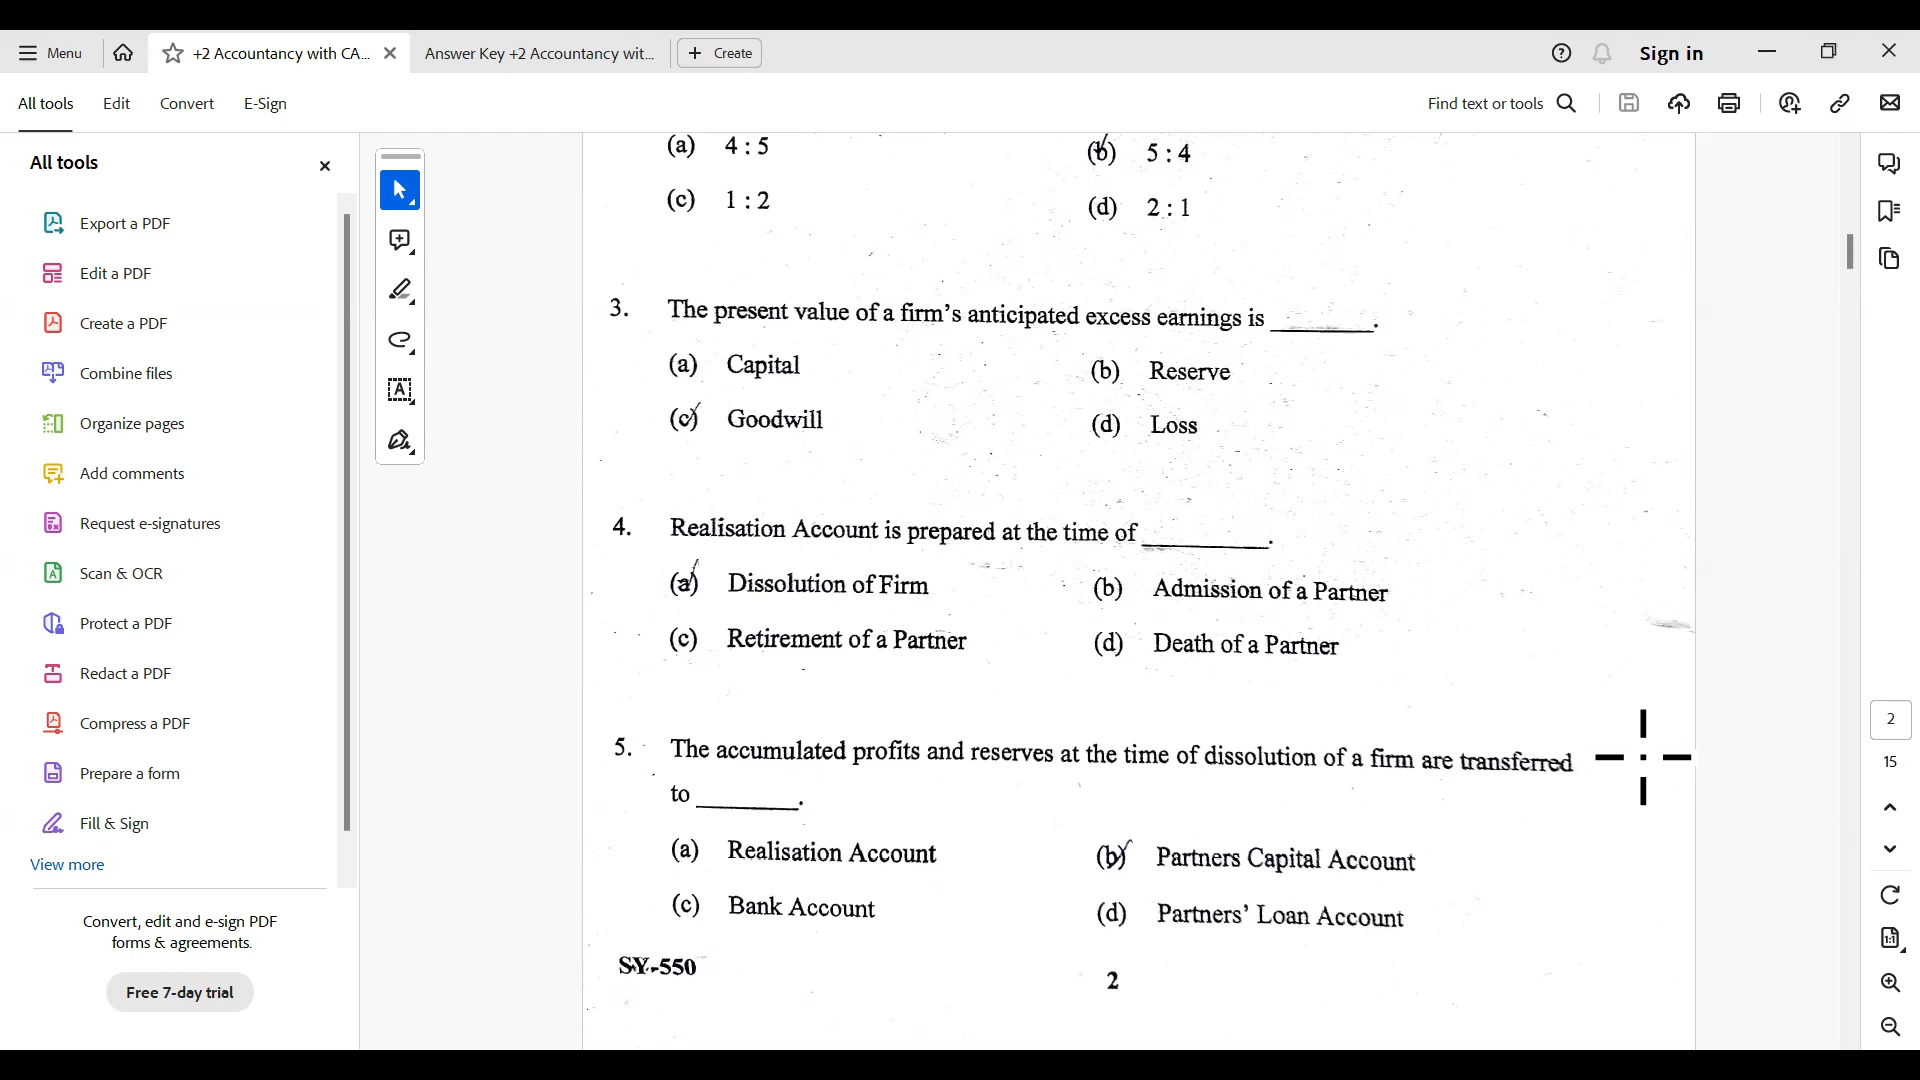 Menu
+2 Accountancy with CA...
Answer Key +2 Accountancy wit...
Create
Sign in
All tools
Edit
Convert
E-Sign
Find text or tools
All tools
Export a PDF
Edit a PDF
Create a PDF
Combine files
Organize pages
Add comments
Request e-signatures
Scan & OCR
Protect a PDF
Redact a PDF
Compress a PDF
Prepare a form
Fill & Sign
View more
Convert, edit and e-sign PDF
forms & agreements.
Free 7-day trial
(a) 4 : 5 (b) 5 : 4
(c) 1 : 2 (d) 2 : 1
3. The present value of a firm's anticipated excess earnings is ________.
(a) Capital (b) Reserve
(c) Goodwill (d) Loss
4. Realisation Account is prepared at the time of __________.
(a) Dissolution of Firm (b) Admission of a Partner
(c) Retirement of a Partner (d) Death of a Partner
5. The accumulated profits and reserves at the time of dissolution of a firm are transferred
to ________.
(a) Realisation Account (b) Partners Capital Account
(c) Bank Account (d) Partners' Loan Account
SY-550 2
2
15